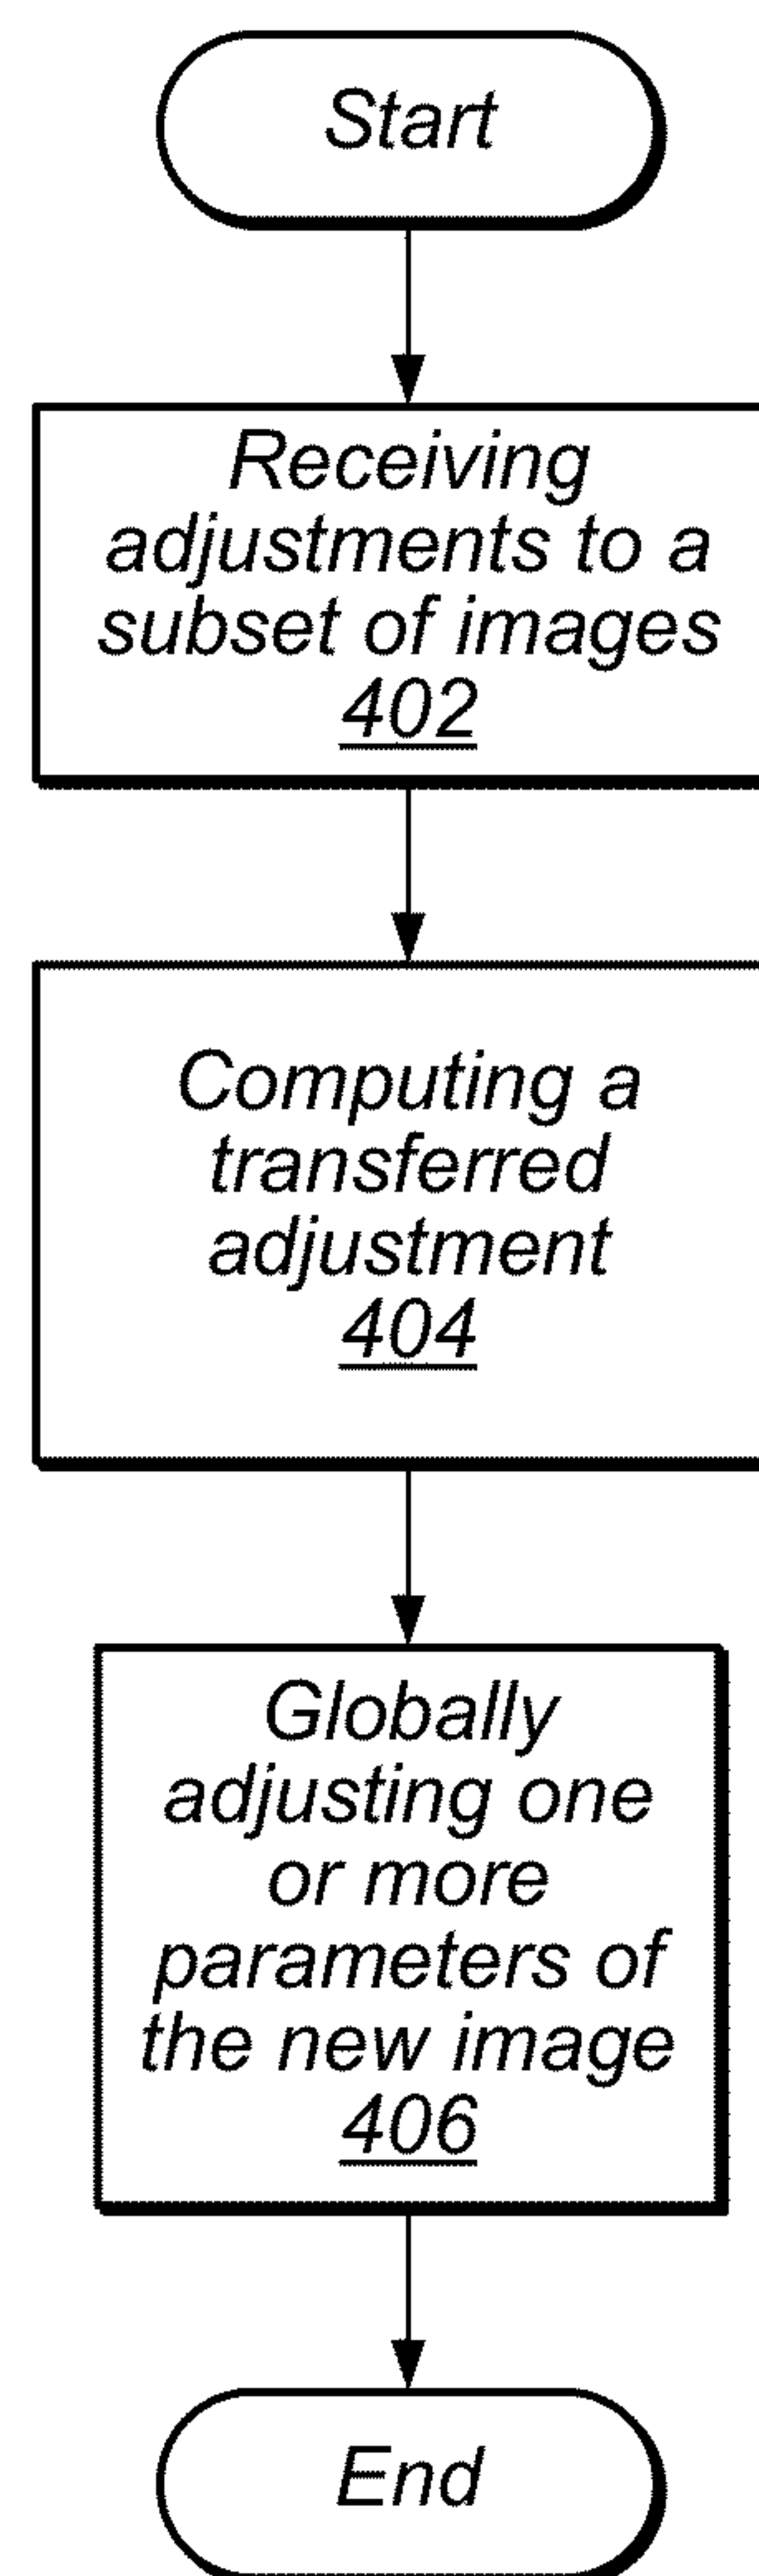 Start
Receiving
adjustments to a
subset of images
402
Computing a
transferred
adjustment
404
Globally
adjusting one
or more
parameters of
the new image
406
End